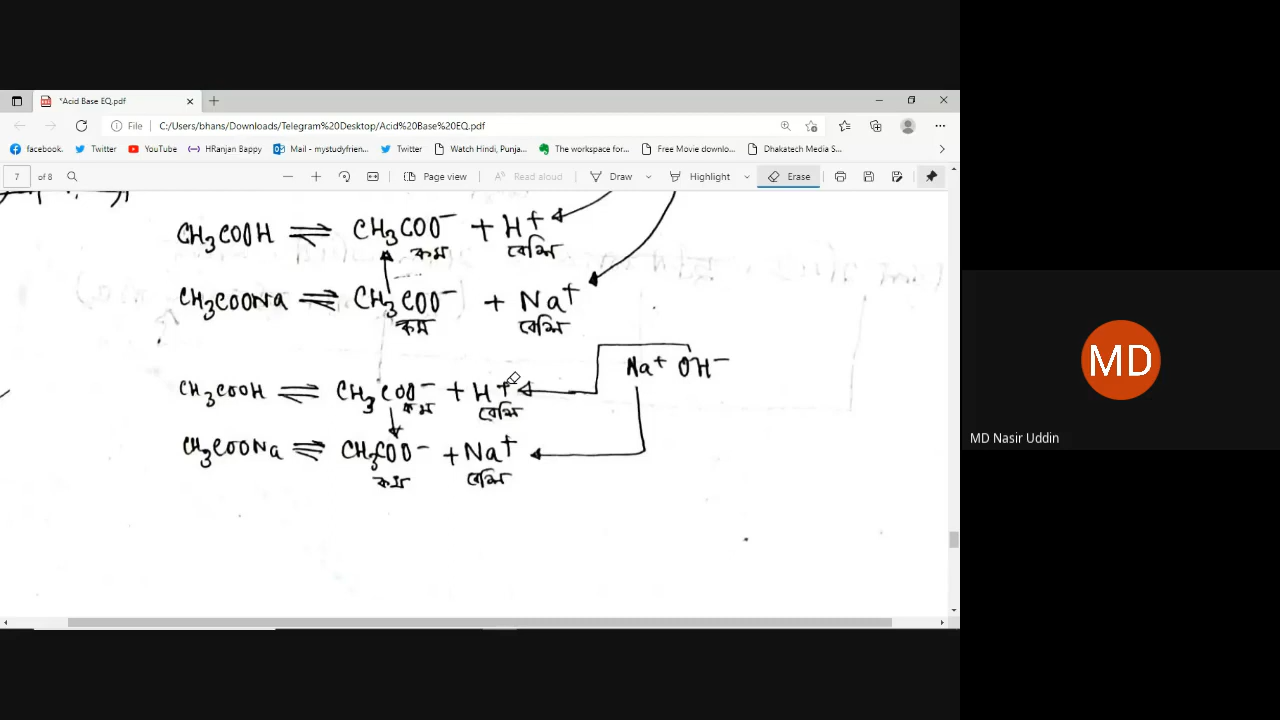 *Acid Base EQ.pdf
File C:/Users/bhans/Downloads/Telegram%20Desktop/Acid%20Base%20EQ.pdf
facebook. Twitter YouTube HRanjan Bappy Mail - mystudyfrien... Twitter Watch Hindi, Punja... The workspace for... Free Movie downlo... Dhakatech Media S...
7 of 8 Page view Read aloud Draw Highlight Erase
CH₃COOH ⇌ CH₃COO⁻ + H⁺
কম বেশি
CH₃COONa ⇌ CH₃COO⁻ + Na⁺
কম বেশি
Na⁺ OH⁻
CH₃COOH ⇌ CH₃COO⁻ + H⁺
কম বেশি
CH₃COONa ⇌ CH₃COO⁻ + Na⁺
কম বেশি
MD
MD Nasir Uddin